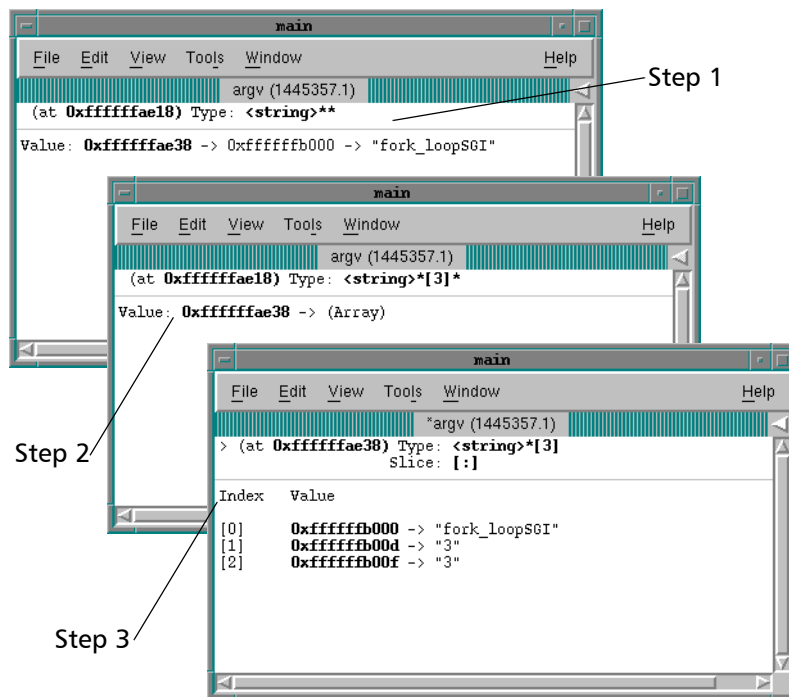 main
File Edit View Tools Window Help
argv (1445357.1)
(at 0xffffffae18) Type: <string>**
Value: 0xffffffae38 -> 0xffffffb000 -> "fork_loopSGI"
Step 1
main
File Edit View Tools Window Help
argv (1445357.1)
(at 0xffffffae18) Type: <string>*[3]*
Value: 0xffffffae38 -> (Array)
Step 2
main
File Edit View Tools Window Help
*argv (1445357.1)
> (at 0xffffffae38) Type: <string>*[3]
Slice: [:]
Index Value
[0] 0xffffffb000 -> "fork_loopSGI"
[1] 0xffffffb00d -> "3"
[2] 0xffffffb00f -> "3"
Step 3